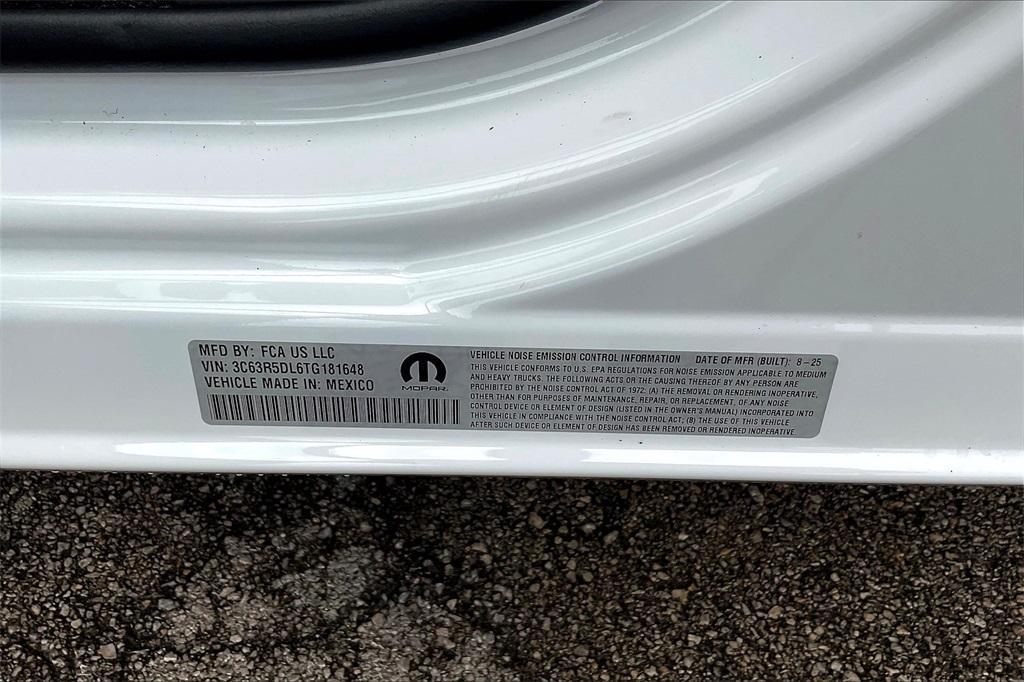 MFD BY: FCA US LLC
VIN: 3C63R5DL6TG181648
VEHICLE MADE IN: MEXICO
MOPAR
VEHICLE NOISE EMISSION CONTROL INFORMATION DATE OF MFR (BUILT): 8-25
THIS VEHICLE CONFORMS TO U.S. EPA REGULATIONS FOR NOISE EMISSION APPLICABLE TO MEDIUM
AND HEAVY TRUCKS. THE FOLLOWING ACTS OR THE CAUSING THEREOF BY ANY PERSON ARE
PROHIBITED BY THE NOISE CONTROL ACT OF 1972. (A) THE REMOVAL OR RENDERING INOPERATIVE,
OTHER THAN FOR PURPOSES OF MAINTENANCE, REPAIR, OR REPLACEMENT, OF ANY NOISE
CONTROL DEVICE OR ELEMENT OF DESIGN (LISTED IN THE OWNER'S MANUAL) INCORPORATED INTO
THIS VEHICLE IN COMPLIANCE WITH THE NOISE CONTROL ACT; (B) THE USE OF THIS VEHICLE
AFTER SUCH DEVICE OR ELEMENT OF DESIGN HAS BEEN REMOVED OR RENDERED INOPERATIVE.